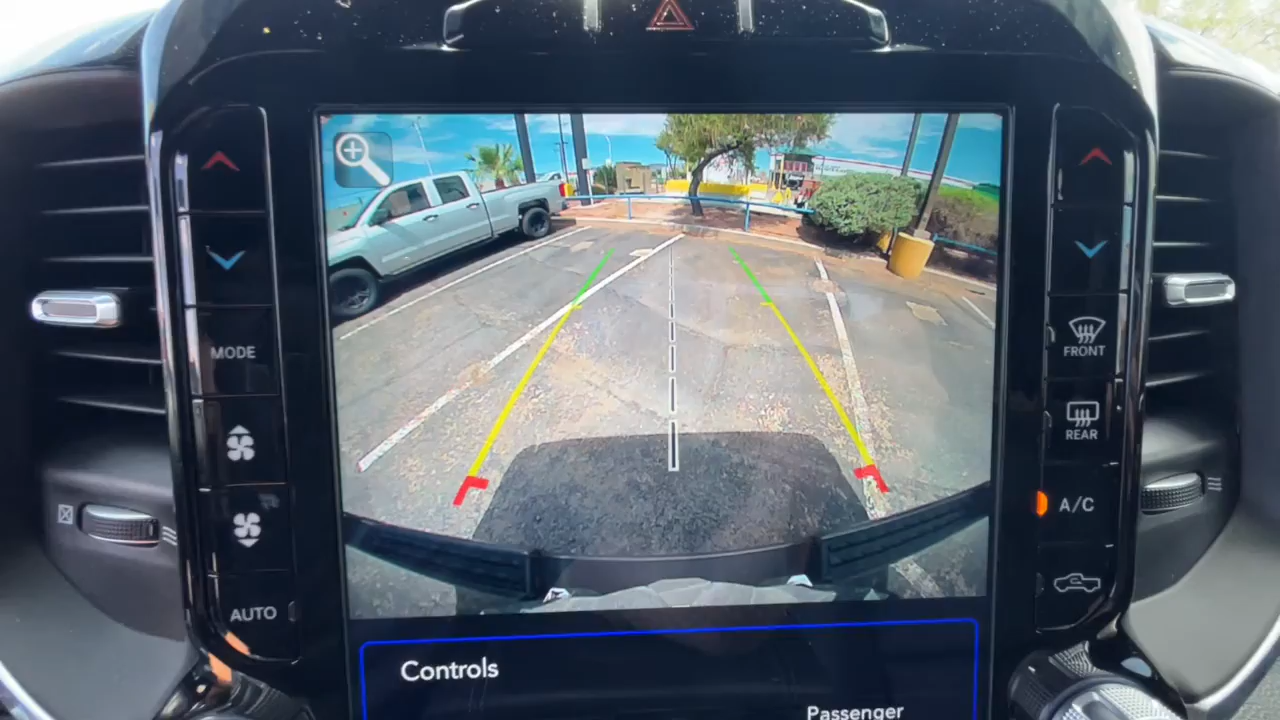 MODE
AUTO
FRONT
REAR
A/C
Controls
Passenger